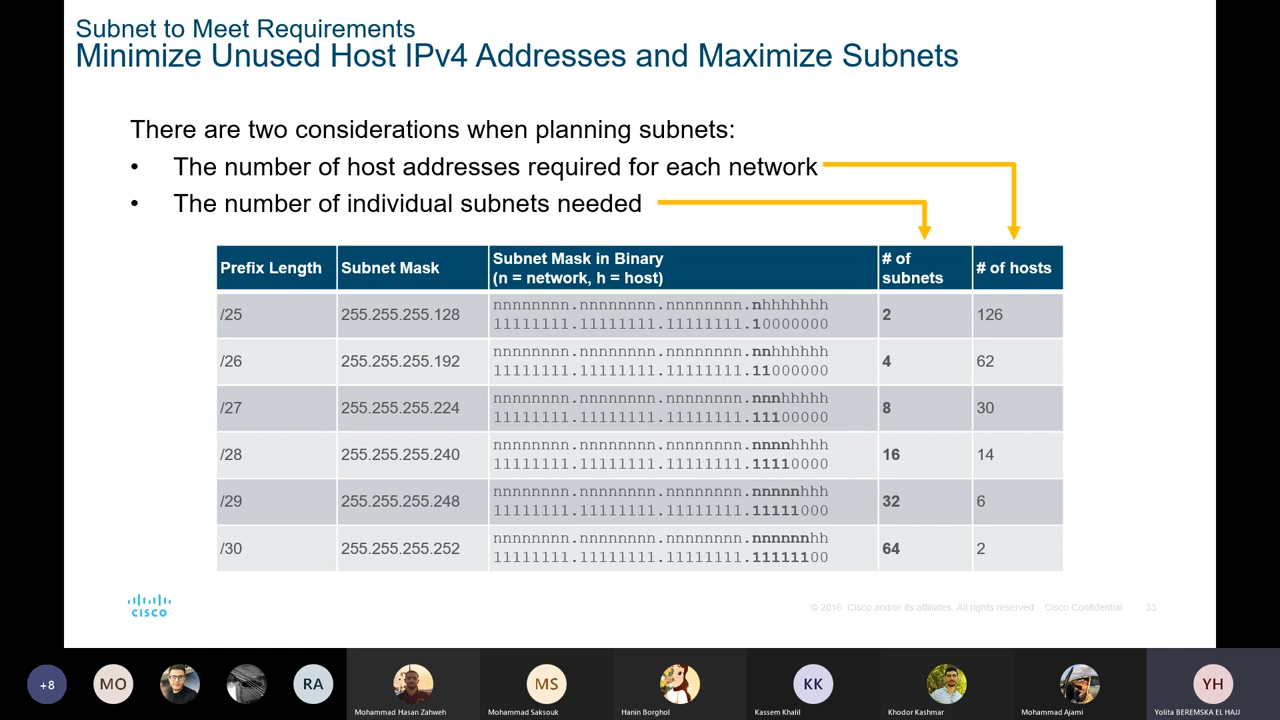 Subnet to Meet Requirements
Minimize Unused Host IPv4 Addresses and Maximize Subnets
There are two considerations when planning subnets:
• The number of host addresses required for each network
• The number of individual subnets needed
Prefix Length Subnet Mask Subnet Mask in Binary (n = network, h = host) # of subnets # of hosts
/25 255.255.255.128 nnnnnnnn.nnnnnnnn.nnnnnnnn.nhhhhhhh 2 126
11111111.11111111.11111111.10000000
/26 255.255.255.192 nnnnnnnn.nnnnnnnn.nnnnnnnn.nnhhhhhh 4 62
11111111.11111111.11111111.11000000
/27 255.255.255.224 nnnnnnnn.nnnnnnnn.nnnnnnnn.nnnhhhhh 8 30
11111111.11111111.11111111.11100000
/28 255.255.255.240 nnnnnnnn.nnnnnnnn.nnnnnnnn.nnnnhhhh 16 14
11111111.11111111.11111111.11110000
/29 255.255.255.248 nnnnnnnn.nnnnnnnn.nnnnnnnn.nnnnnhhh 32 6
11111111.11111111.11111111.11111000
/30 255.255.255.252 nnnnnnnn.nnnnnnnn.nnnnnnnn.nnnnnnhh 64 2
11111111.11111111.11111111.11111100
CISCO
© 2016 Cisco and/or its affiliates. All rights reserved. Cisco Confidential 33
+8 MO RA MS KK YH
Mohammad Hasan Zahweh Mohammad Saksouk Hanin Borghol Kassem Khalil Khodor Kashmar Mohammad Ajami Yolita BEREMSKA EL HAJJ